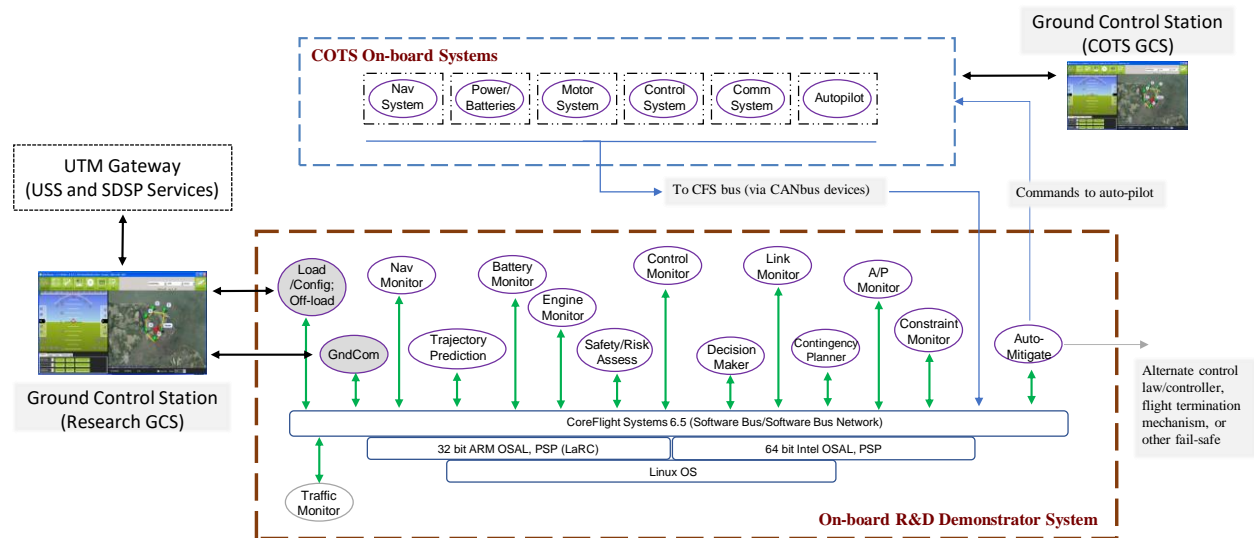 Ground Control Station
(COTS GCS)
COTS On-board Systems
Nav
System
Power/
Batteries
Motor
System
Control
System
Comm
System
Autopilot
UTM Gateway
(USS and SDSP Services)
To CFS bus (via CANbus devices)
Commands to auto-pilot
Load
/Config;
Off-load
Nav
Monitor
Battery
Monitor
Control
Monitor
Link
Monitor
A/P
Monitor
Engine
Monitor
GndCom
Trajectory
Prediction
Safety/Risk
Assess
Decision
Maker
Contingency
Planner
Constraint
Monitor
Auto-
Mitigate
Ground Control Station
(Research GCS)
Alternate control
law/controller,
flight termination
mechanism, or
other fail-safe
CoreFlight Systems 6.5 (Software Bus/Software Bus Network)
32 bit ARM OSAL, PSP (LaRC)
64 bit Intel OSAL, PSP
Linux OS
Traffic
Monitor
On-board R&D Demonstrator System